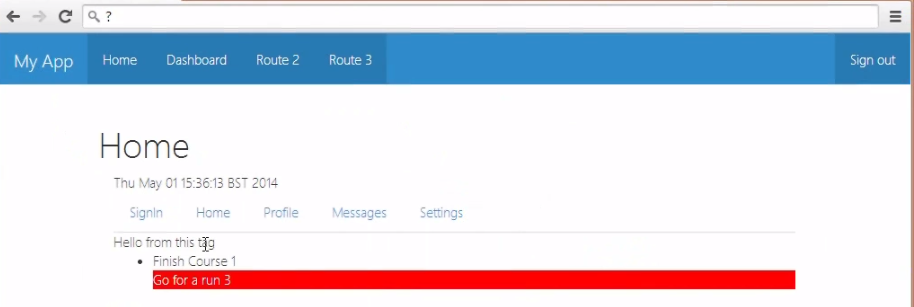 ?
My App Home Dashboard Route 2 Route 3 Sign out
Home
Thu May 01 15:36:13 BST 2014
SignIn Home Profile Messages Settings
Hello from this tag
Finish Course 1
Go for a run 3